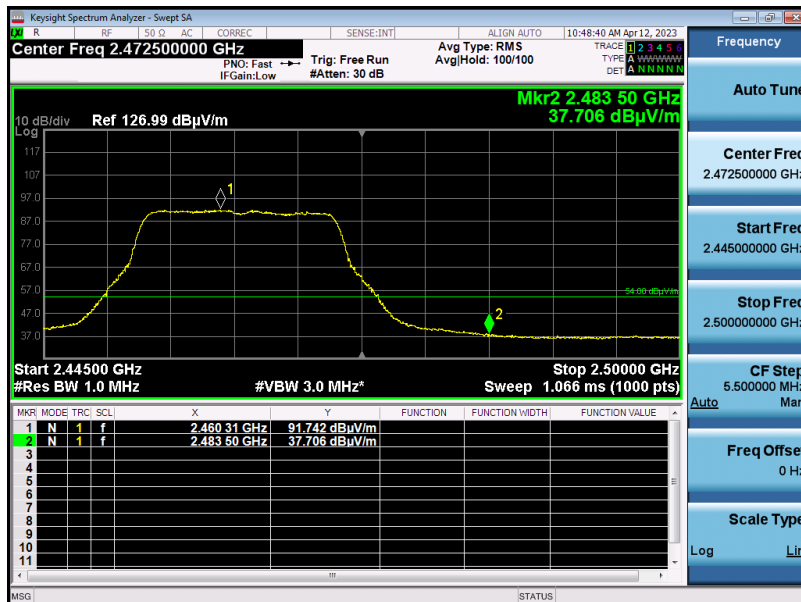 Keysight Spectrum Analyzer - Swept SA
LXI R RF 50 Ω AC CORREC SENSE:INT ALIGN AUTO 10:48:40 AM Apr 12, 2023
Center Freq 2.472500000 GHz
PNO: Fast
IFGain:Low
Trig: Free Run
#Atten: 30 dB
Avg Type: RMS
Avg|Hold: 100/100
TRACE 1 2 3 4 5 6
TYPE A W W W W W
DET A N N N N N
Mkr2 2.483 50 GHz
37.706 dBµV/m
10 dB/div Ref 126.99 dBµV/m
Log
117
107
97.0
87.0
77.0
67.0
57.0
47.0
37.0
1
54.00 dBµV/m
2
Start 2.44500 GHz Stop 2.50000 GHz
#Res BW 1.0 MHz #VBW 3.0 MHz* Sweep 1.066 ms (1000 pts)
MKR MODE TRC SCL X Y FUNCTION FUNCTION WIDTH FUNCTION VALUE
1 N 1 f 2.460 31 GHz 91.742 dBµV/m
2 N 1 f 2.483 50 GHz 37.706 dBµV/m
3
4
5
6
7
8
9
10
11
MSG STATUS
Frequency
Auto Tune
Center Freq
2.472500000 GHz
Start Freq
2.445000000 GHz
Stop Freq
2.500000000 GHz
CF Step
5.500000 MHz
Auto Man
Freq Offset
0 Hz
Scale Type
Log Lin